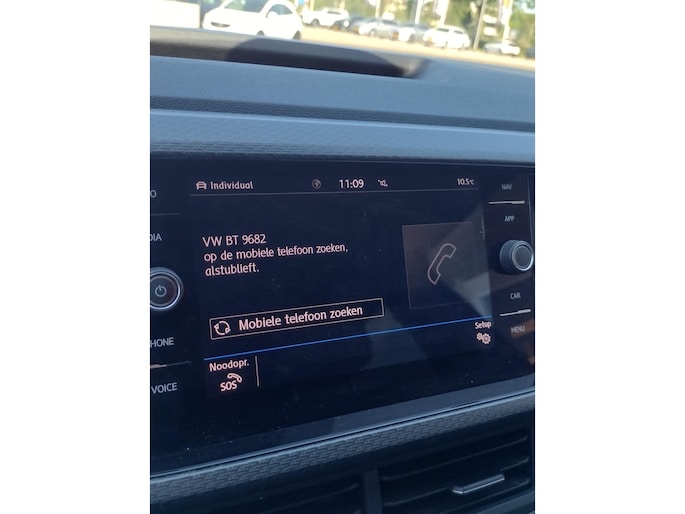 Individual 11:09 10.5°C
NAV
APP
VW BT 9682
op de mobiele telefoon zoeken,
alstublieft.
Mobiele telefoon zoeken
CAR
Setup
MENU
Noodopr.
SOS
VOICE